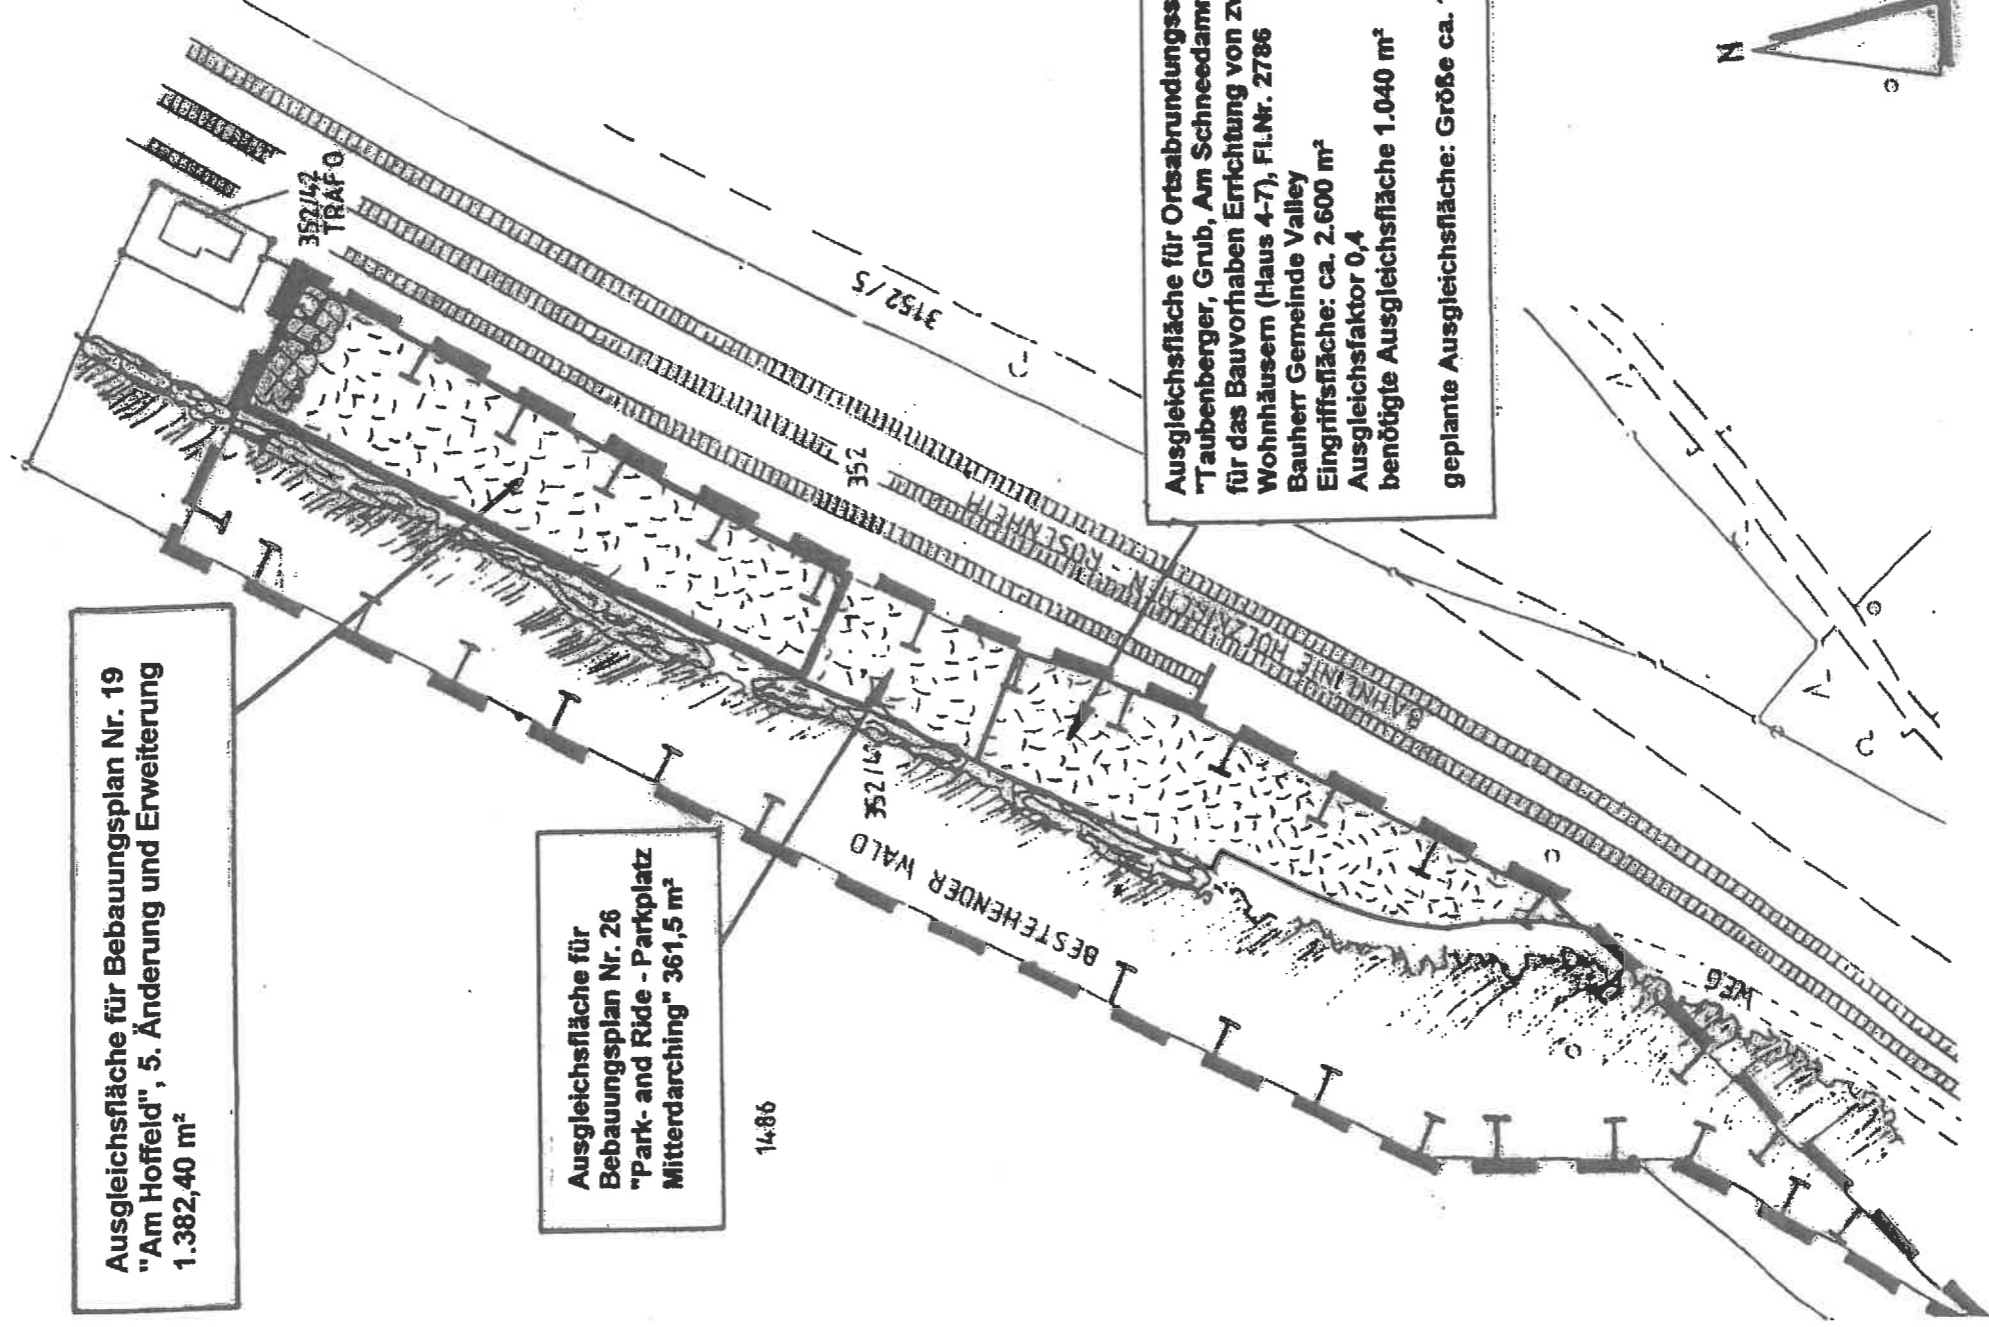 Ausgleichsfläche für Bebauungsplan Nr. 19
"Am Hoffeld", 5. Änderung und Erweiterung
1.382,40 m²
Ausgleichsfläche für
Bebauungsplan Nr. 26
"Park- and Ride - Parkplatz
Mitterdarching" 361,5 m²
Ausgleichsfläche für Ortsabrundungss
"Taubenberger, Grub, Am Schneedamm
für das Bauvorhaben Errichtung von zw
Wohnhäusern (Haus 4-7), Fl.Nr. 2786
Bauherr Gemeinde Valley
Eingriffsfläche: ca. 2.600 m²
Ausgleichsfaktor 0,4
benötigte Ausgleichsfläche 1.040 m²
geplante Ausgleichsfläche: Größe ca.
352/42
TRAFO
3152/5
352
BAHNLINIE HOLZKIRCHEN - ROSENHEIM
BESTEHENDER WALD
1486
WEG
N